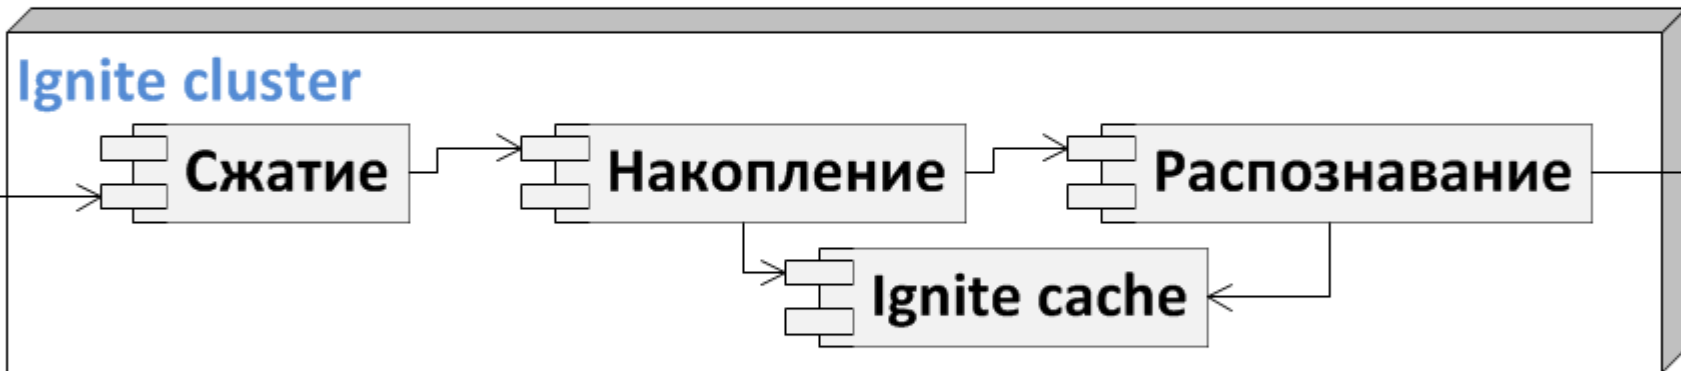 Ignite cluster
Сжатие
Накопление
Распознавание
Ignite cache